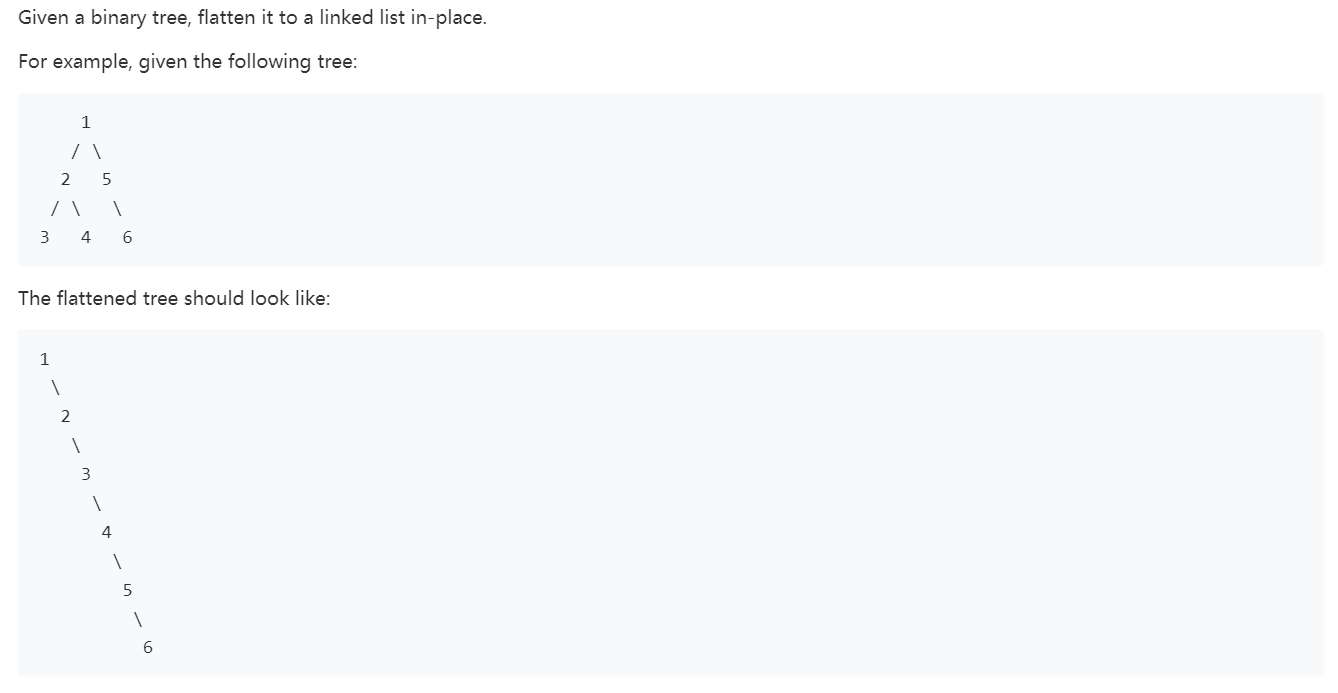 Given a binary tree, flatten it to a linked list in-place.
For example, given the following tree:
    1
   / \
  2   5
 / \   \
3   4   6
The flattened tree should look like:
1
 \
  2
   \
    3
     \
      4
       \
        5
         \
          6